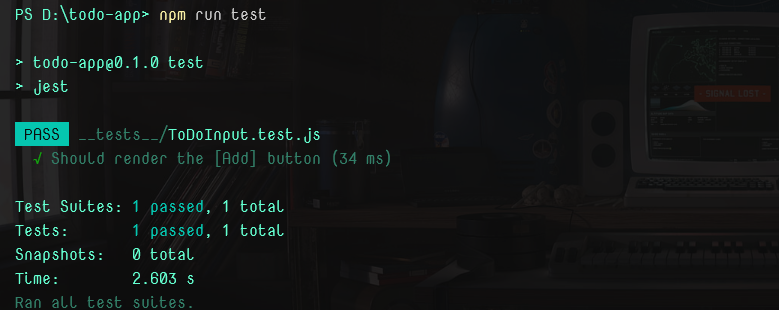 PS D:\todo-app> npm run test
> todo-app@0.1.0 test
> jest
PASS __tests__/ToDoInput.test.js
√ Should render the [Add] button (34 ms)
Test Suites: 1 passed, 1 total
Tests: 1 passed, 1 total
Snapshots: 0 total
Time: 2.603 s
Ran all test suites.
SIGNAL LOST